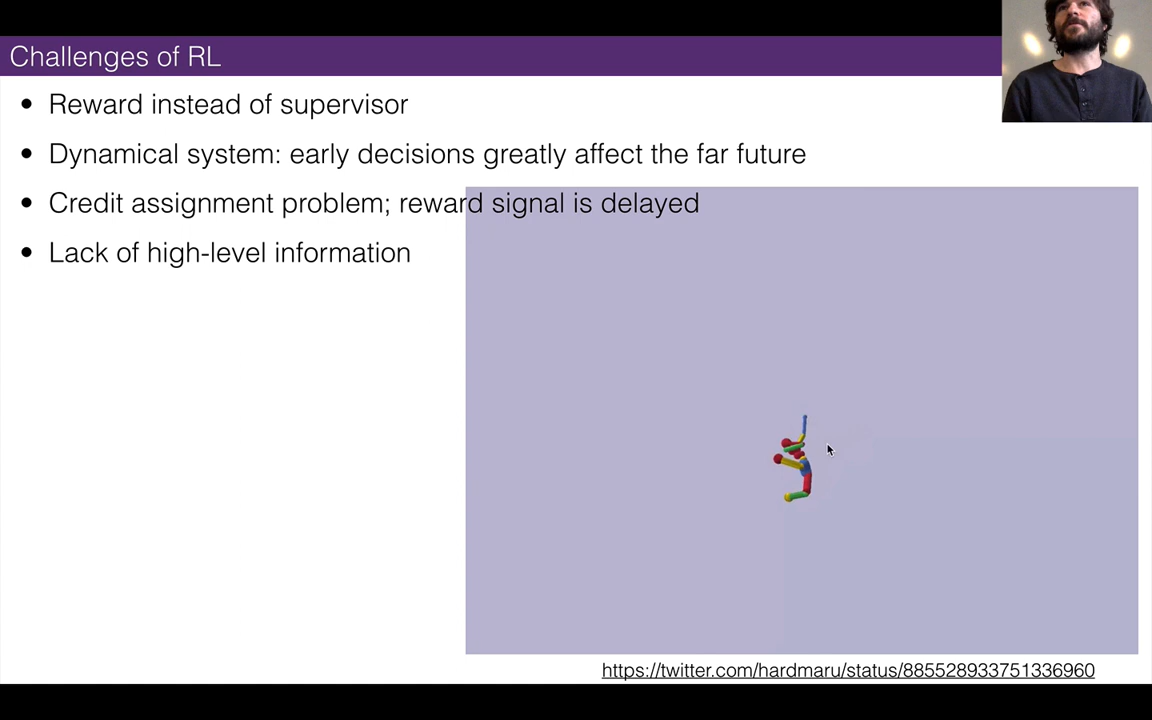 Challenges of RL
• Reward instead of supervisor
• Dynamical system: early decisions greatly affect the far future
• Credit assignment problem; reward signal is delayed
• Lack of high-level information
https://twitter.com/hardmaru/status/885528933751336960